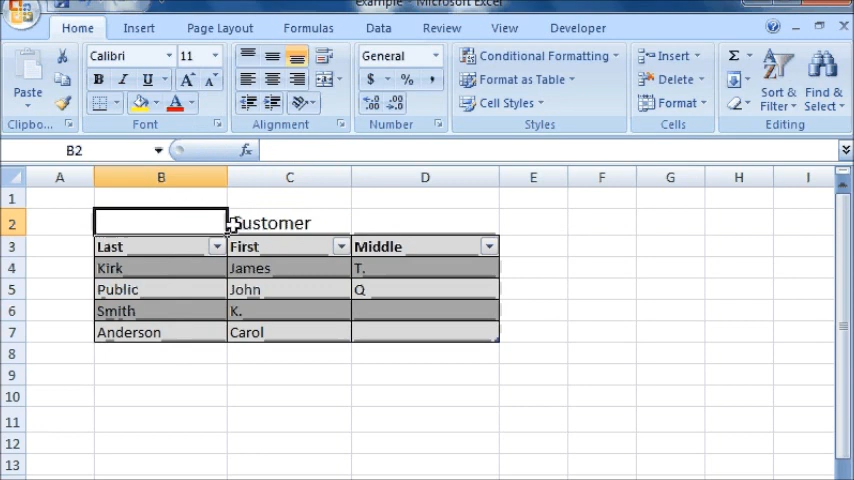 example - Microsoft Excel
Home Insert Page Layout Formulas Data Review View Developer
Calibri 11 General Conditional Formatting Insert Σ
B I U A A $ % , Format as Table Delete
Paste A Cell Styles Format Sort & Filter Find & Select
Clipbo... Font Alignment Number Styles Cells Editing
B2 fx
A B C D E F G H I
1
2 Customer
3 Last First Middle
4 Kirk James T.
5 Public John Q
6 Smith K.
7 Anderson Carol
8
9
10
11
12
13